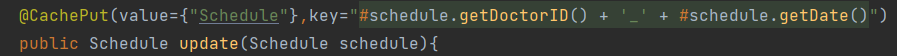 @CachePut(value={"Schedule"},key="#schedule.getDoctorID() + '_' + #schedule.getDate()")
public Schedule update(Schedule schedule){